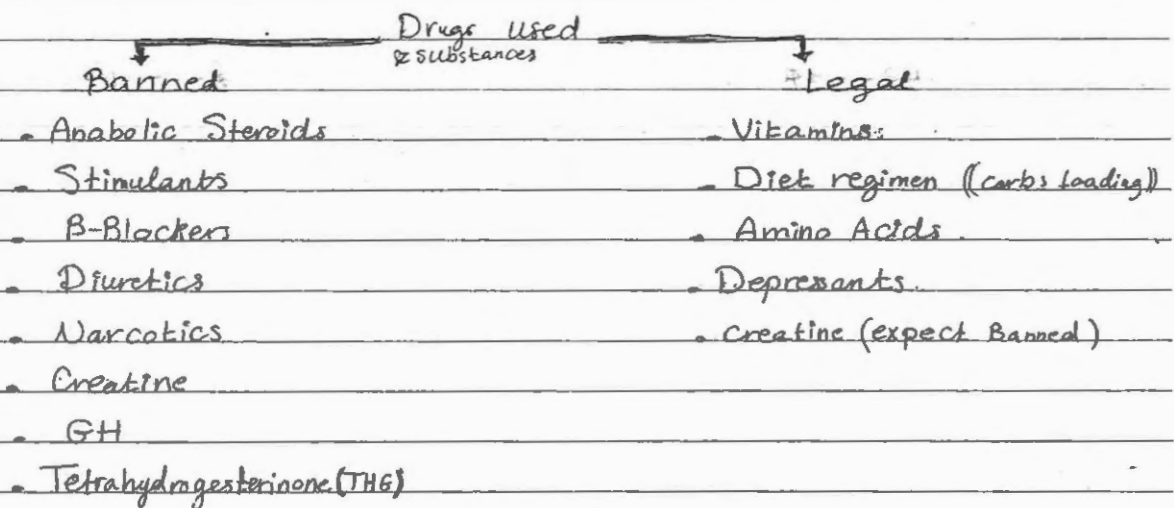 Drugs used
& substances
Banned
Legal
- Anabolic Steroids
- Stimulants
- B-Blockers
- Diuretics
- Narcotics
- Creatine
- GH
- Tetrahydrogesterinone (THG)
- Vitamins
- Diet regimen ((carbs loading))
- Amino Acids.
- Depressants.
- Creatine (expect Banned)